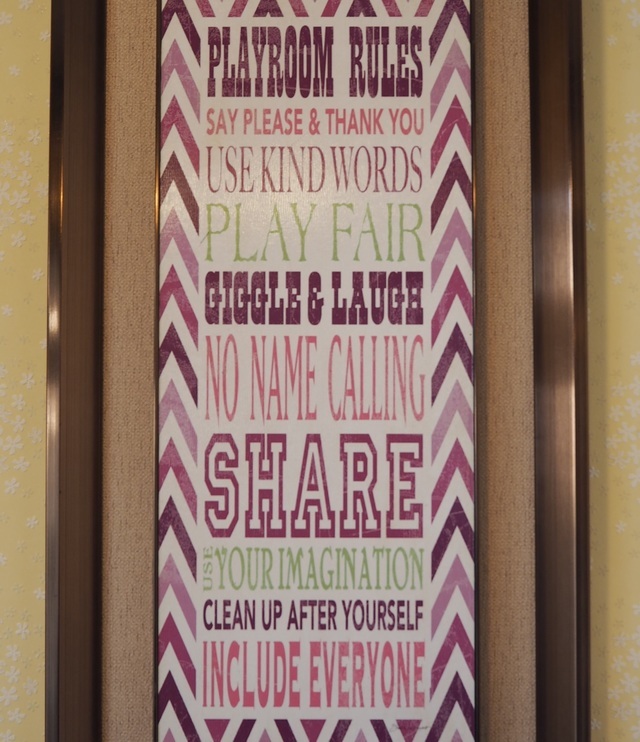 PLAYROOM RULES
SAY PLEASE & THANK YOU
USE KIND WORDS
PLAY FAIR
GIGGLE & LAUGH
NO NAME CALLING
SHARE
USE YOUR IMAGINATION
CLEAN UP AFTER YOURSELF
INCLUDE EVERYONE